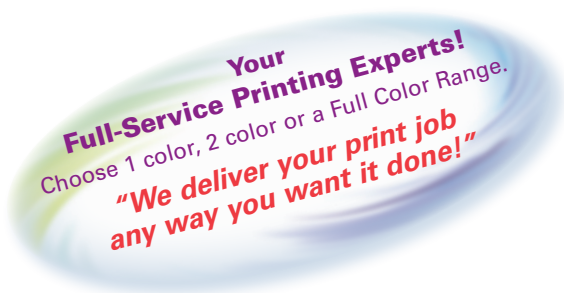 Your
Full-Service Printing Experts!
Choose 1 color, 2 color or a Full Color Range.
“We deliver your print job
any way you want it done!”